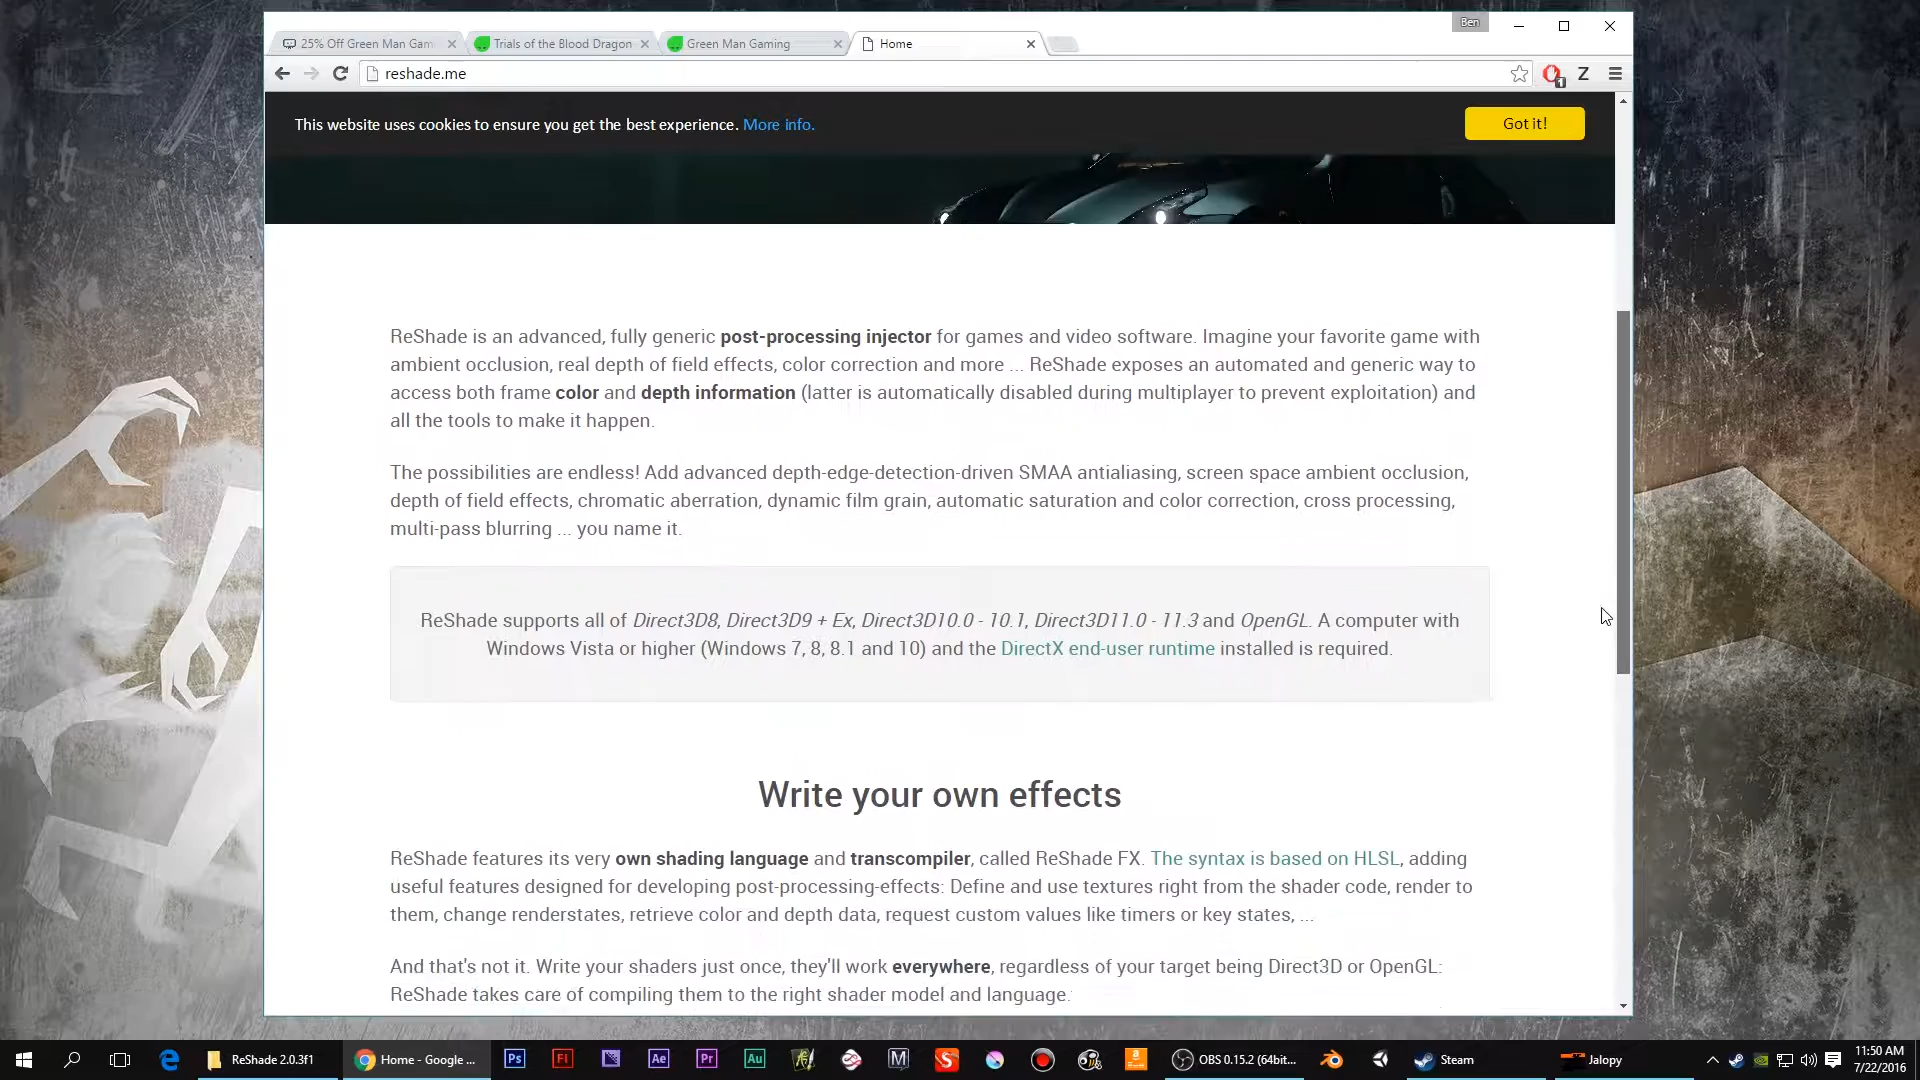 Ben
25% Off Green Man Gam
Trials of the Blood Dragon
Green Man Gaming
Home
reshade.me
Z
1
This website uses cookies to ensure you get the best experience. More info.
Got it!
ReShade is an advanced, fully generic post-processing injector for games and video software. Imagine your favorite game with
ambient occlusion, real depth of field effects, color correction and more ... ReShade exposes an automated and generic way to
access both frame color and depth information (latter is automatically disabled during multiplayer to prevent exploitation) and
all the tools to make it happen.
The possibilities are endless! Add advanced depth-edge-detection-driven SMAA antialiasing, screen space ambient occlusion,
depth of field effects, chromatic aberration, dynamic film grain, automatic saturation and color correction, cross processing,
multi-pass blurring ... you name it.
ReShade supports all of Direct3D8, Direct3D9 + Ex, Direct3D10.0 - 10.1, Direct3D11.0 - 11.3 and OpenGL. A computer with
Windows Vista or higher (Windows 7, 8, 8.1 and 10) and the DirectX end-user runtime installed is required.
Write your own effects
ReShade features its very own shading language and transcompiler, called ReShade FX. The syntax is based on HLSL, adding
useful features designed for developing post-processing-effects: Define and use textures right from the shader code, render to
them, change renderstates, retrieve color and depth data, request custom values like timers or key states, ...
And that's not it. Write your shaders just once, they'll work everywhere, regardless of your target being Direct3D or OpenGL:
ReShade takes care of compiling them to the right shader model and language.
ReShade 2.0.3f1
Home - Google ...
Ps
Fl
Ae
Pr
Au
M
S
a
OBS 0.15.2 (64bit...
Steam
Jalopy
11:50 AM
7/22/2016